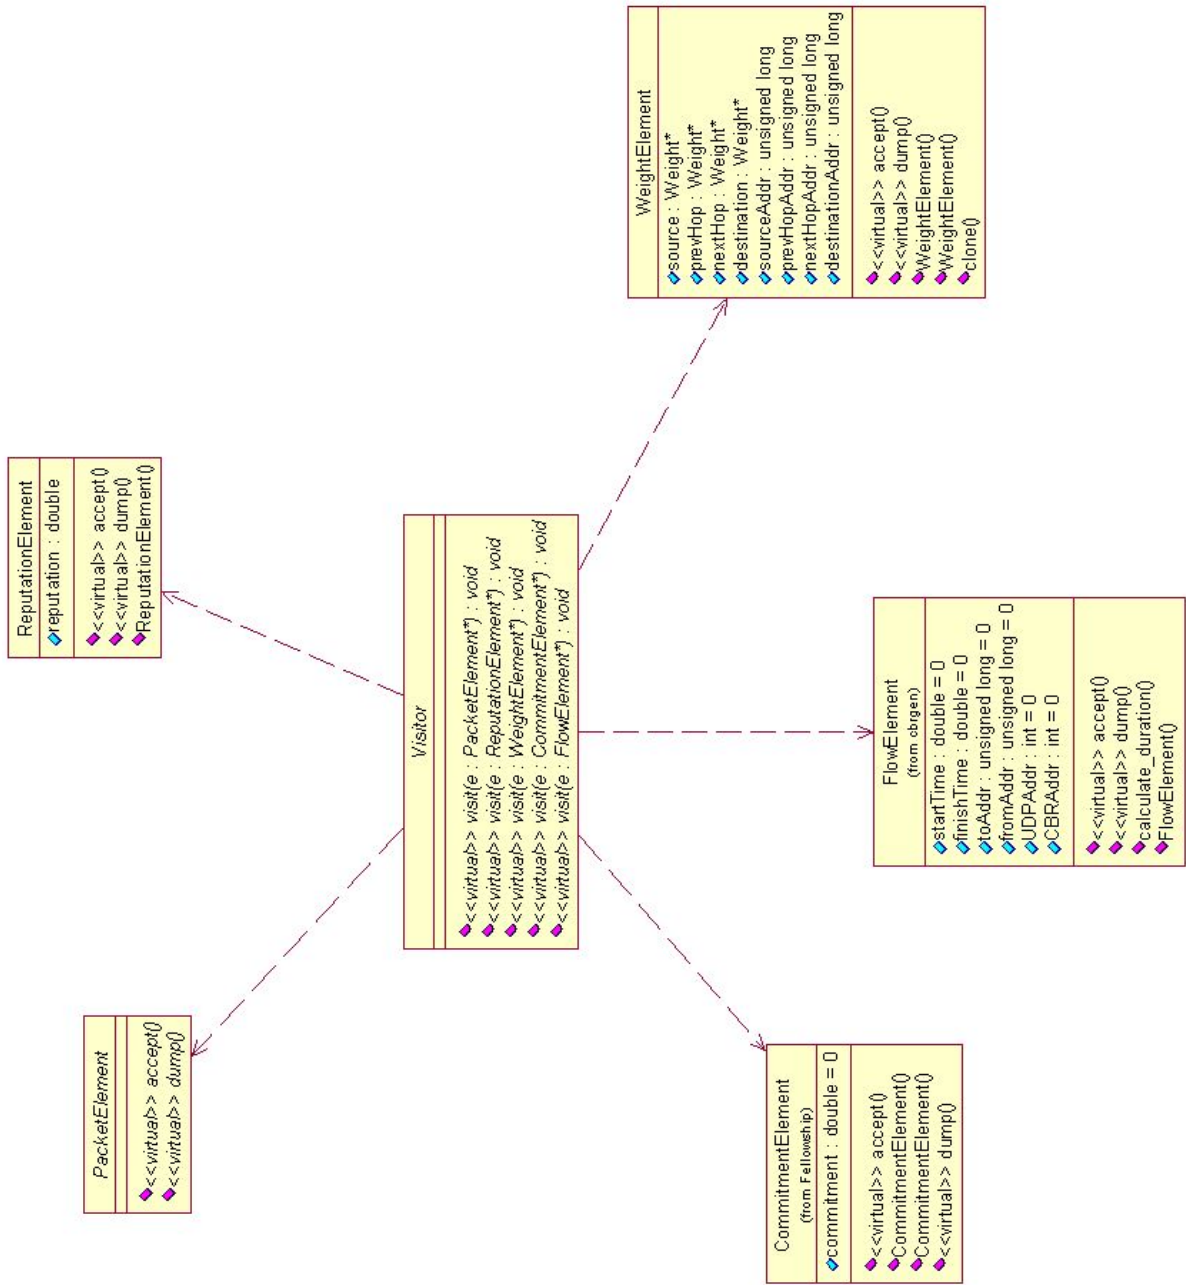 PacketElement
<<virtual>> accept()
<<virtual>> dump()
ReputationElement
reputation : double
<<virtual>> accept()
<<virtual>> dump()
ReputationElement()
Visitor
<<virtual>> visit(e : PacketElement*) : void
<<virtual>> visit(e : ReputationElement*) : void
<<virtual>> visit(e : WeightElement*) : void
<<virtual>> visit(e : CommitmentElement*) : void
<<virtual>> visit(e : FlowElement*) : void
WeightElement
source : Weight*
prevHop : Weight*
nextHop : Weight*
destination : Weight*
sourceAddr : unsigned long
prevHopAddr : unsigned long
nextHopAddr : unsigned long
destinationAddr : unsigned long
<<virtual>> accept()
<<virtual>> dump()
WeightElement()
WeightElement()
clone()
CommitmentElement
(from Fellowship)
commitment : double = 0
<<virtual>> accept()
CommitmentElement()
CommitmentElement()
<<virtual>> dump()
FlowElement
(from cbrgen)
startTime : double = 0
finishTime : double = 0
toAddr : unsigned long = 0
fromAddr : unsigned long = 0
UDPAddr : int = 0
CBRAddr : int = 0
<<virtual>> accept()
<<virtual>> dump()
calculate_duration()
FlowElement()